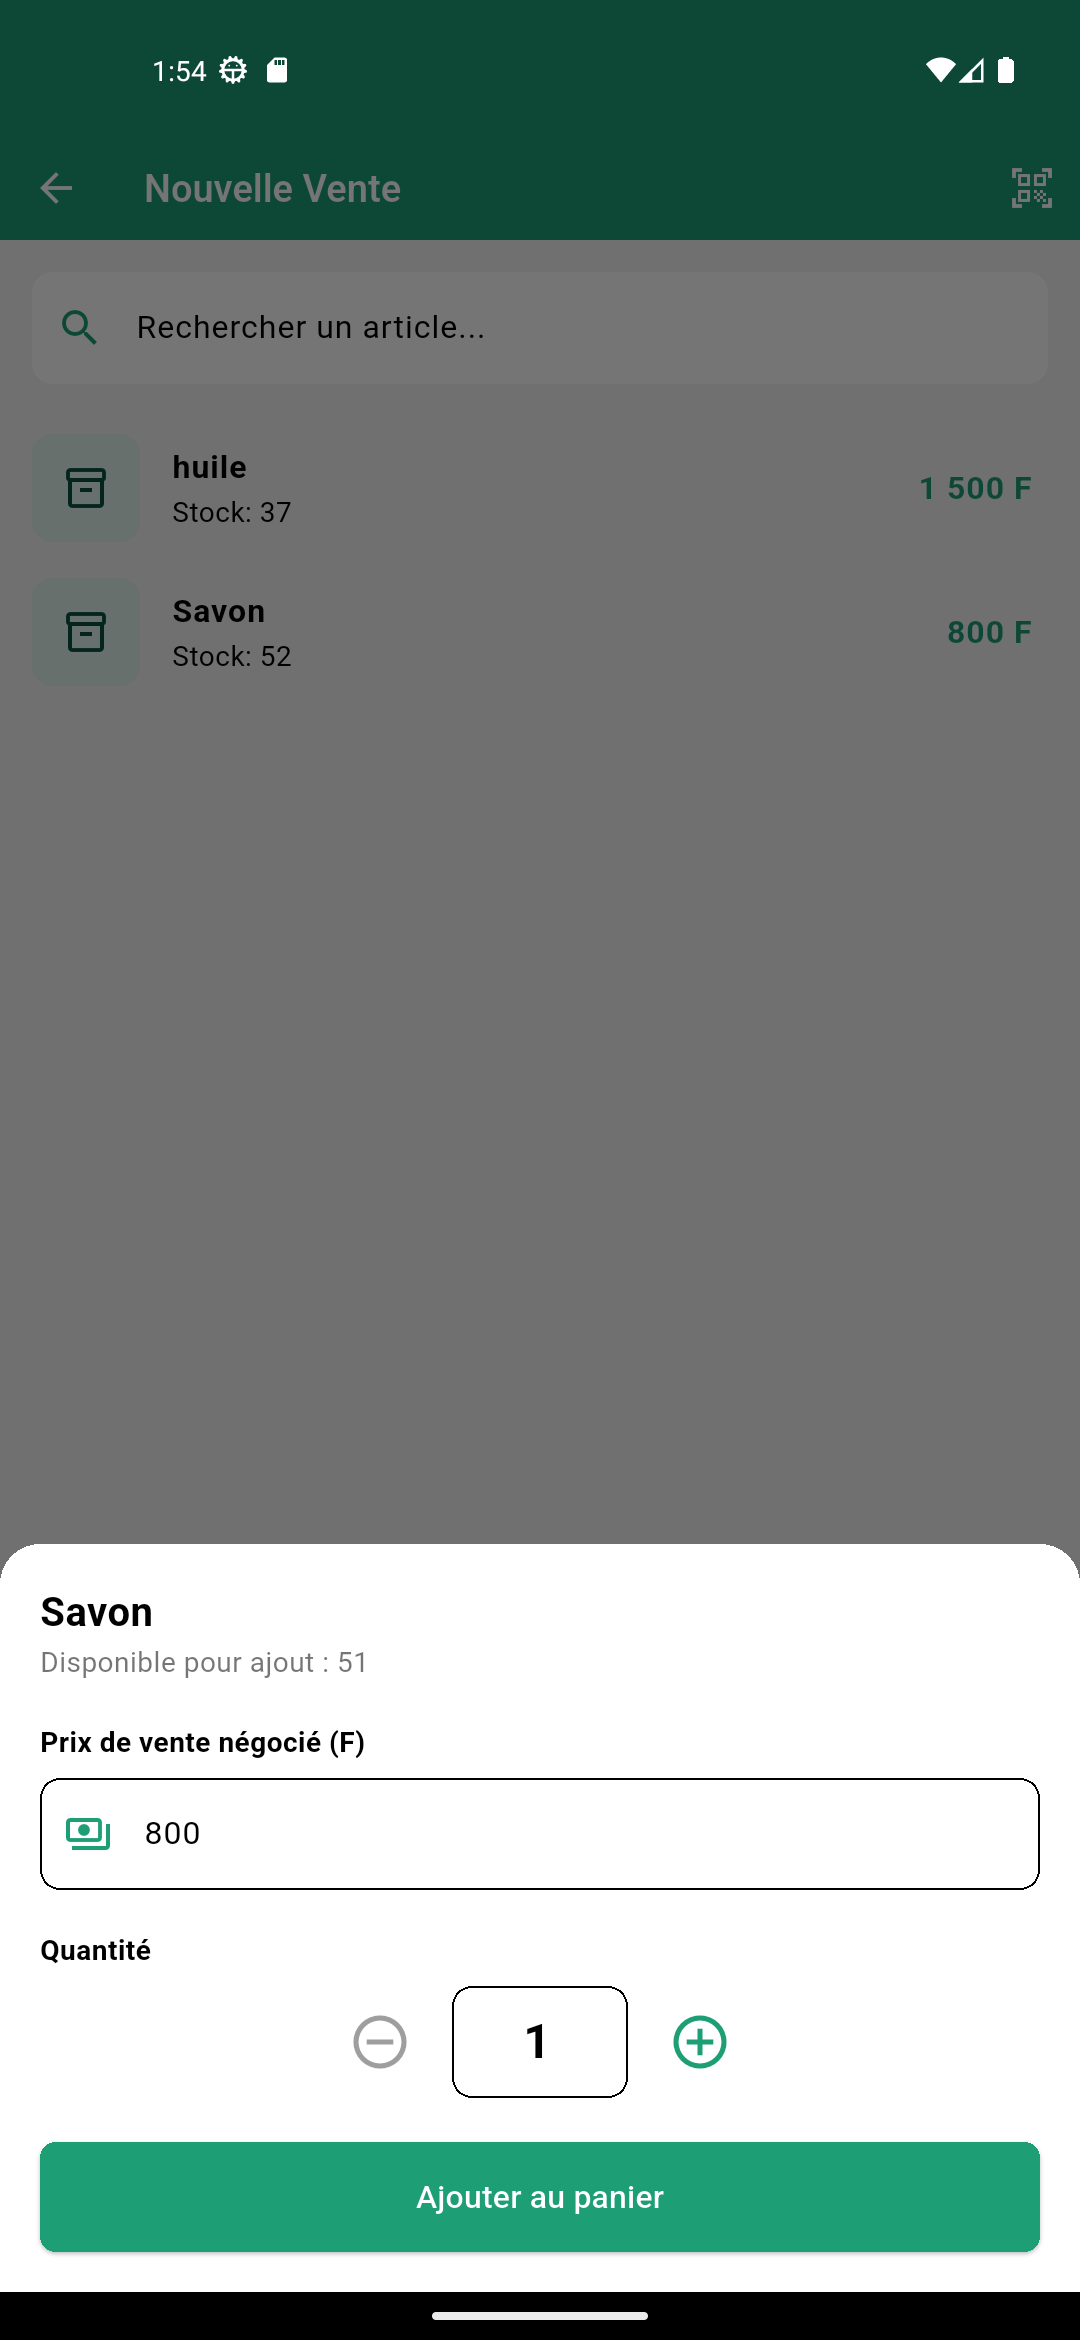 1:54
Nouvelle Vente
Rechercher un article...
huile
Stock: 37
1 500 F
Savon
Stock: 52
800 F
Savon
Disponible pour ajout : 51
Prix de vente négocié (F)
800
Quantité
1
Ajouter au panier